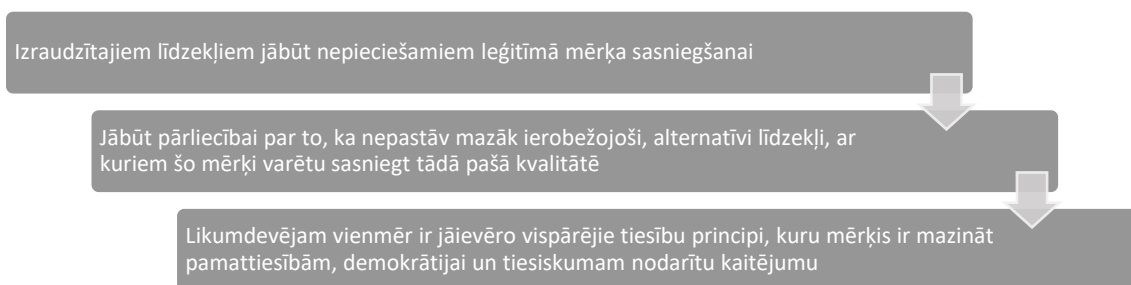 Izraudzītajiem līdzekļiem jābūt nepieciešamiem leģitīmā mērķa sasniegšanai
Jābūt pārliecībai par to, ka nepastāv mazāk ierobežojoši, alternatīvi līdzekļi, ar
kuriem šo mērķi varētu sasniegt tādā pašā kvalitātē
Likumdevējam vienmēr ir jāievēro vispārējie tiesību principi, kuru mērķis ir mazināt
pamattiesībām, demokrātijai un tiesiskumam nodarītu kaitējumu